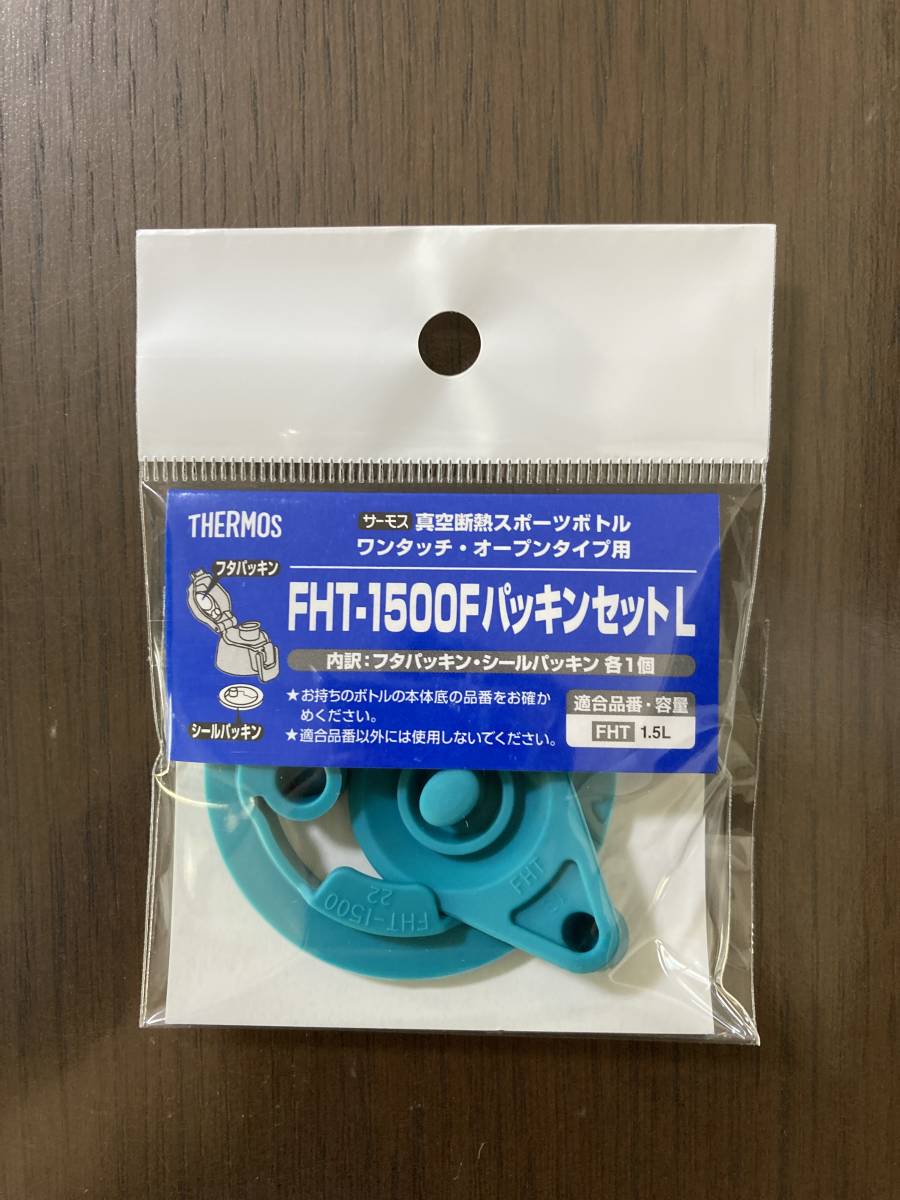 THERMOS
サーモス 真空断熱スポーツボトル
ワンタッチ・オープンタイプ用
フタパッキン
FHT-1500FパッキンセットL
内訳：フタパッキン・シールパッキン 各1個
シールパッキン
★お持ちのボトルの本体底の品番をお確か
めください。
★適合品番以外には使用しないでください。
適合品番・容量
FHT 1.5L
FHT-1500
22
FHT